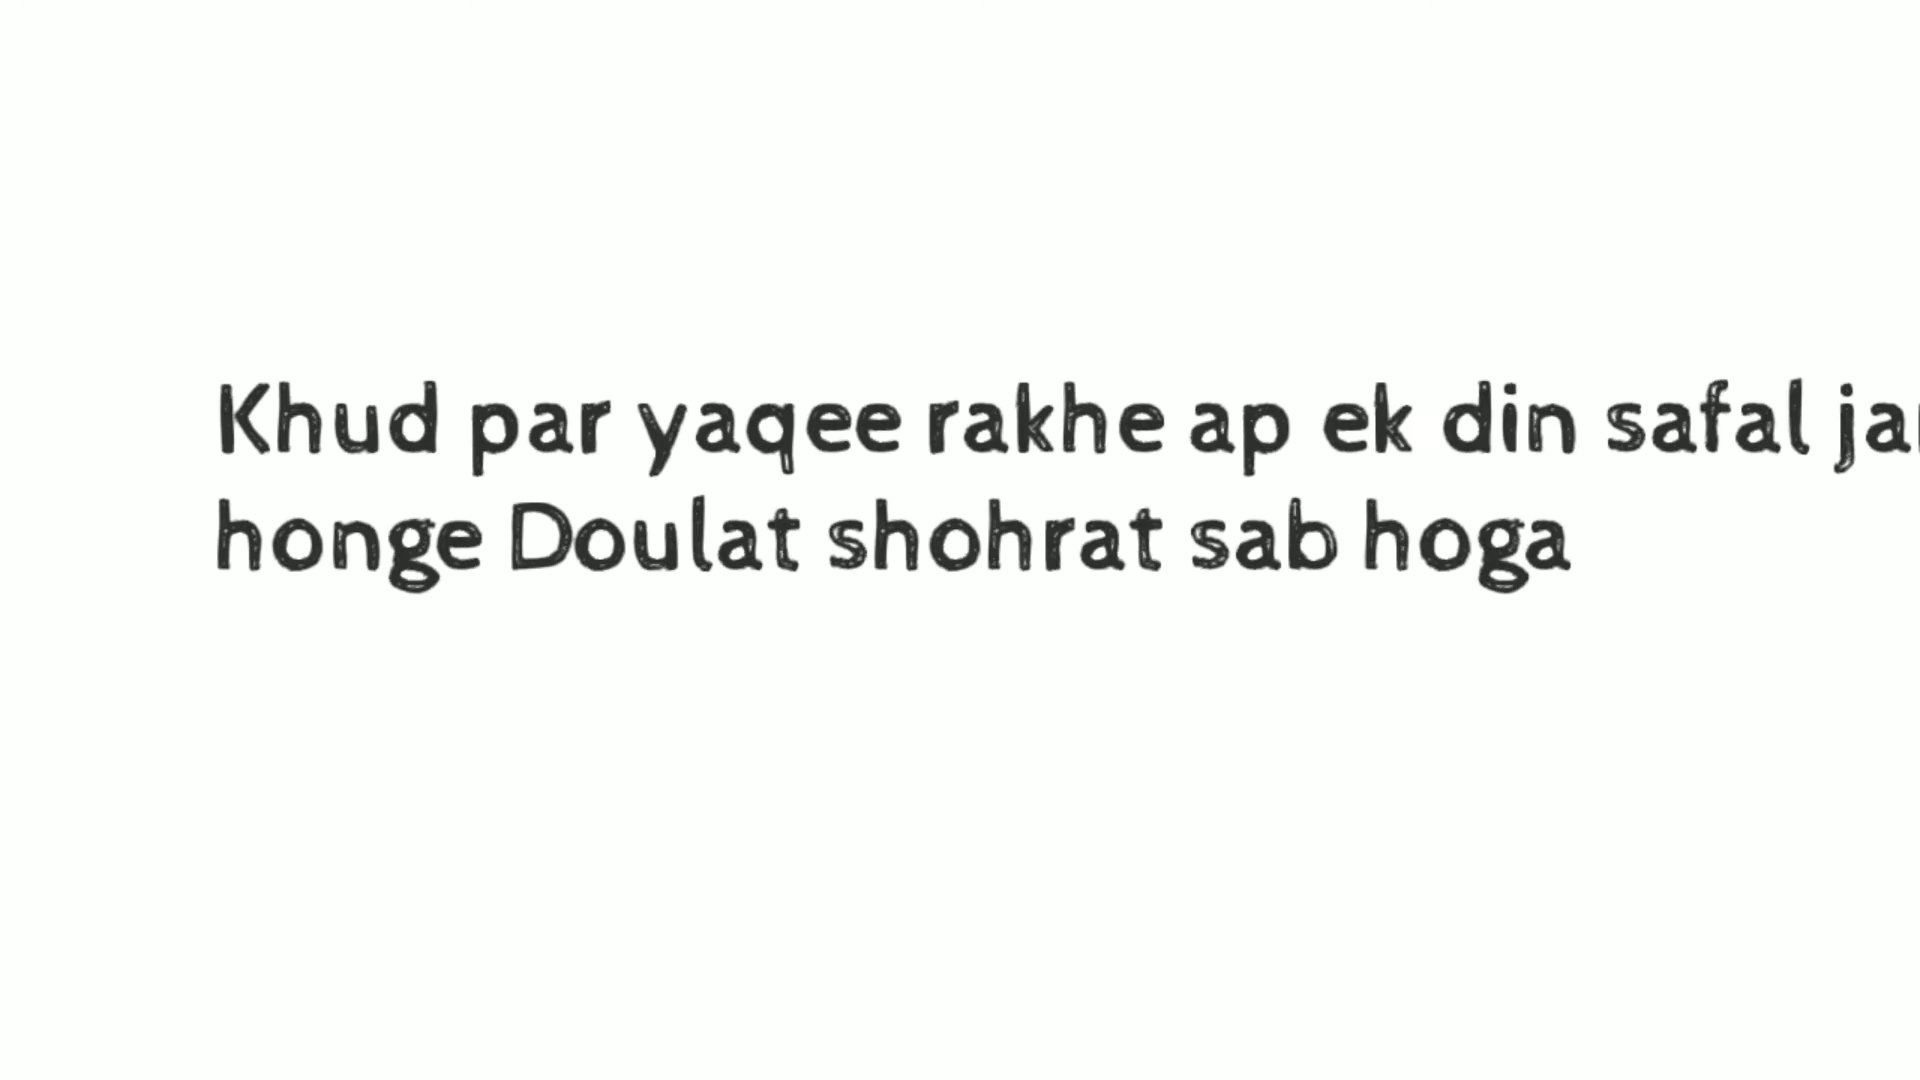 Khud par yaqee rakhe ap ek din safal
honge Doulat shohrat sab hoga